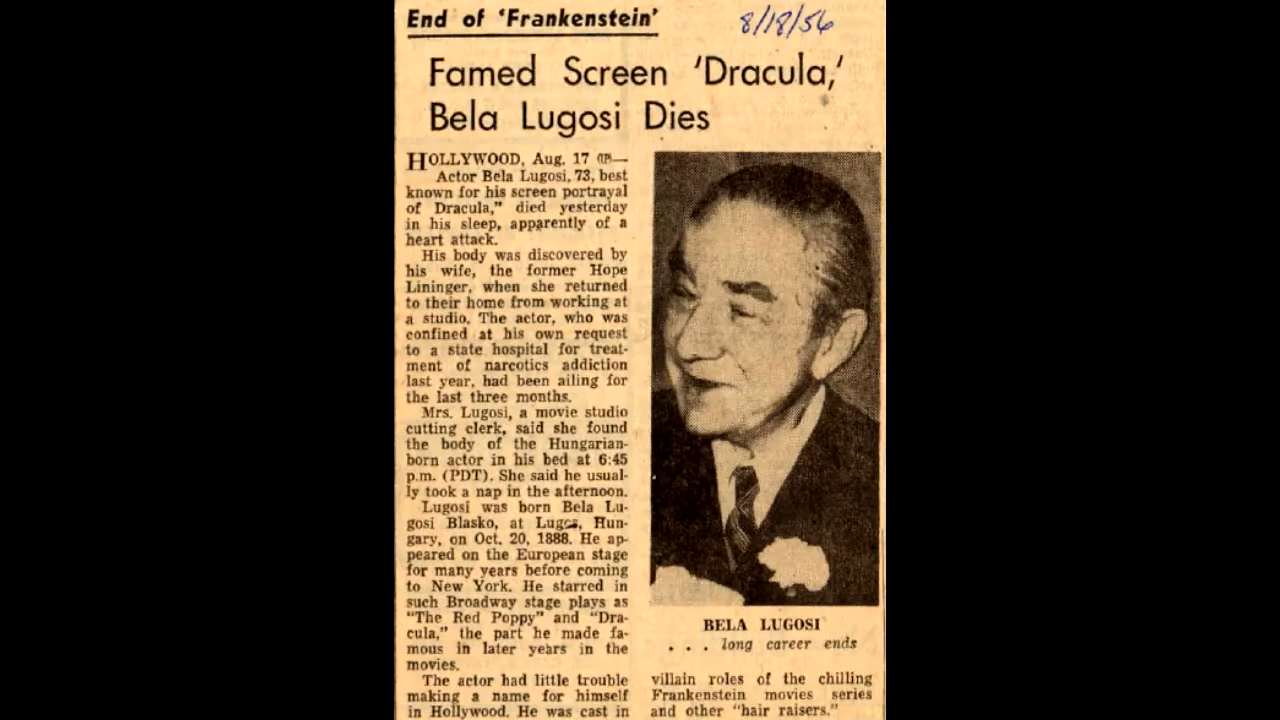 End of 'Frankenstein'
8/18/56
Famed Screen 'Dracula,'
Bela Lugosi Dies
HOLLYWOOD, Aug. 17 (UP)—
Actor Bela Lugosi, 73, best
known for his screen portrayal
of Dracula," died yesterday
in his sleep, apparently of a
heart attack.
His body was discovered by
his wife, the former Hope
Lininger, when she returned
to their home from working at
a studio. The actor, who was
confined at his own request
to a state hospital for treat-
ment of narcotics addiction
last year, had been ailing for
the last three months.
Mrs. Lugosi, a movie studio
cutting clerk, said she found
the body of the Hungarian-
born actor in his bed at 6:45
p.m. (PDT). She said he usual-
ly took a nap in the afternoon.
Lugosi was born Bela Lu-
gosi Blasko, at Lugos, Hun-
gary, on Oct. 20, 1888. He ap-
peared on the European stage
for many years before coming
to New York. He starred in
such Broadway stage plays as
"The Red Poppy" and "Dra-
cula," the part he made fa-
mous in later years in the
movies.
The actor had little trouble
making a name for himself
in Hollywood. He was cast in
BELA LUGOSI
. . . long career ends
villain roles of the chilling
Frankenstein movies series
and other "hair raisers."